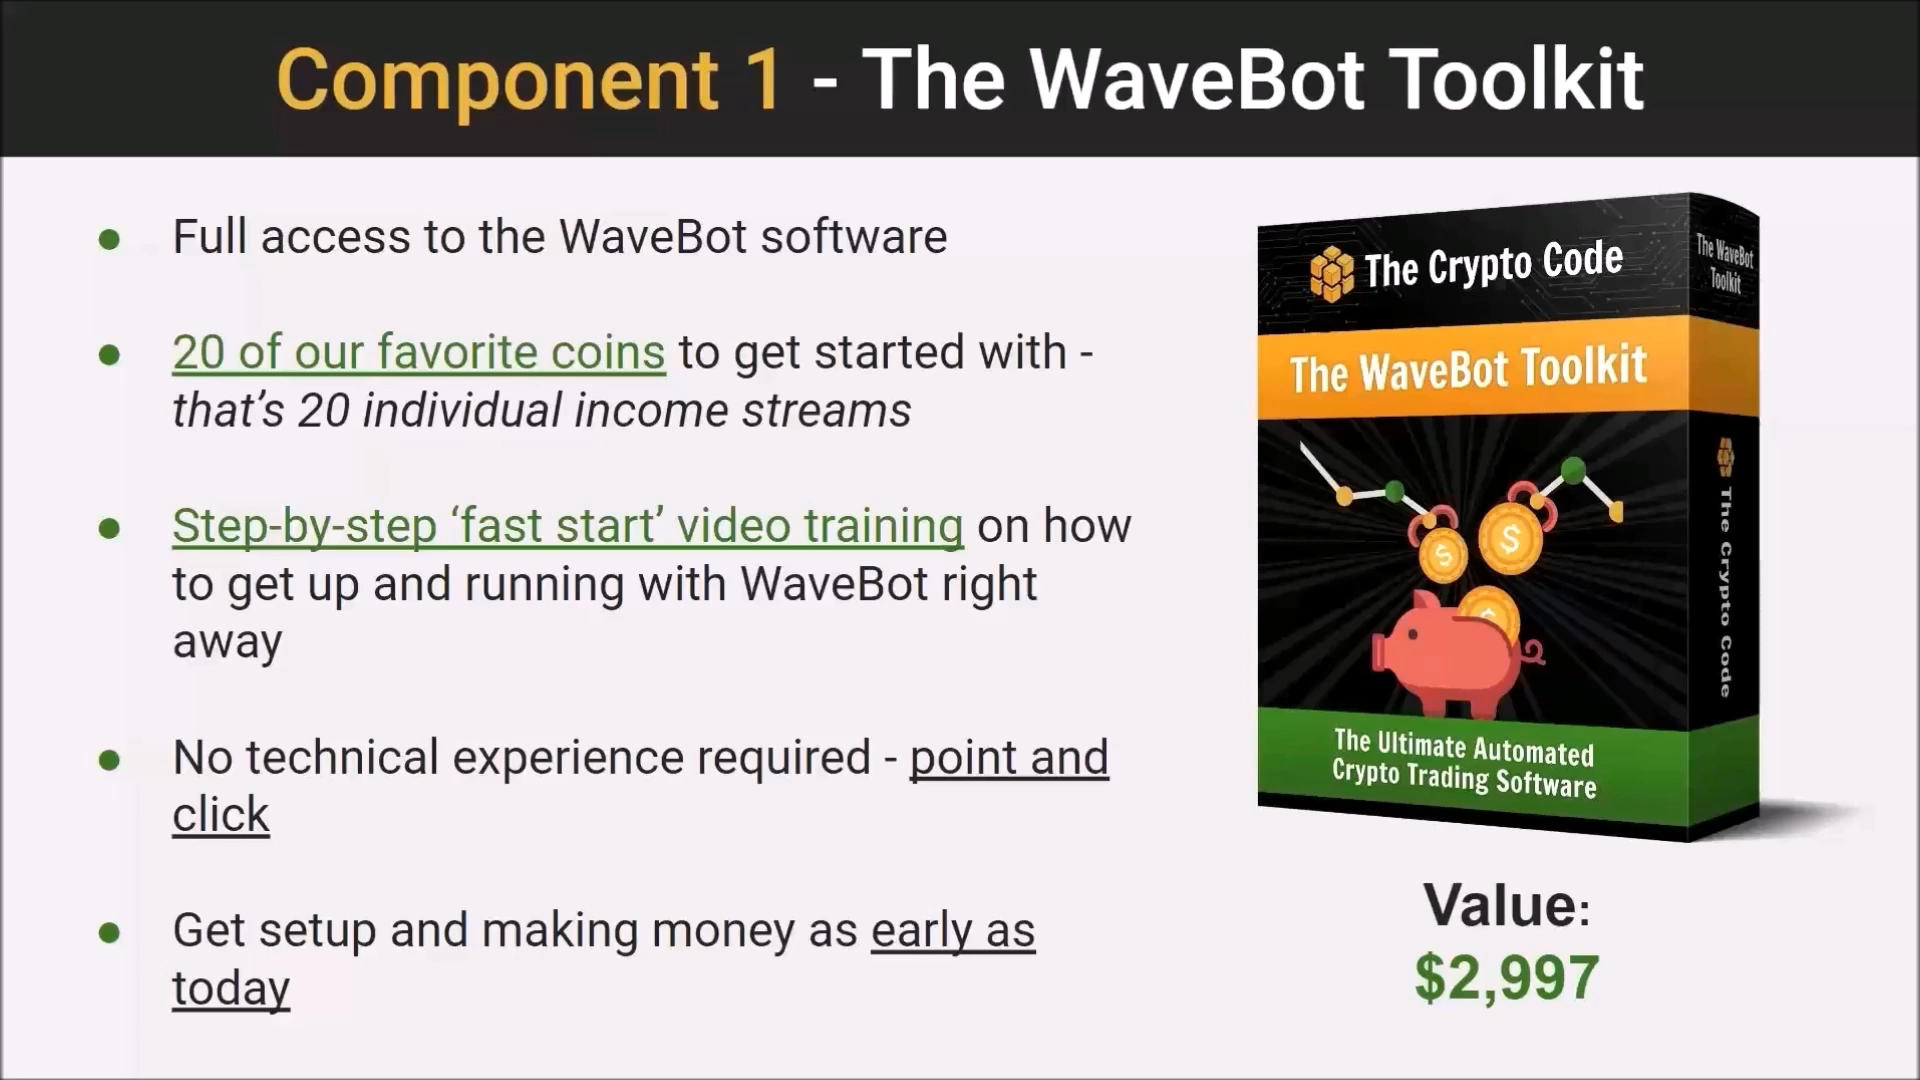 Component 1 - The WaveBot Toolkit
Full access to the WaveBot software
20 of our favorite coins to get started with -
that's 20 individual income streams
Step-by-step ‘fast start’ video training on how
to get up and running with WaveBot right
away
No technical experience required - point and
click
Get setup and making money as early as
today
The Crypto Code
The WaveBot Toolkit
$
$
$
The Ultimate Automated
Crypto Trading Software
The WaveBot
Toolkit
The Crypto Code
Value:
$2,997